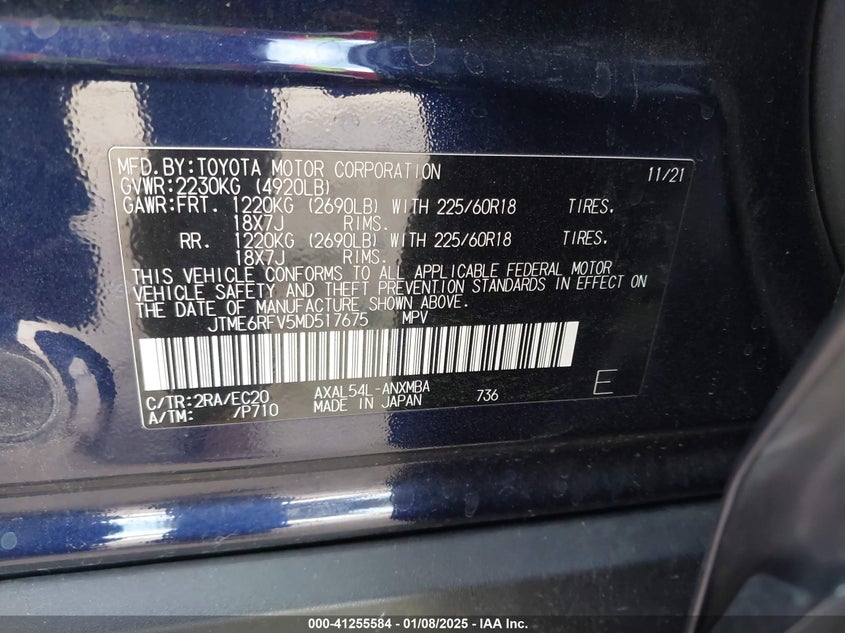 MFD.BY:TOYOTA MOTOR CORPORATION 11/21
GVWR:2230KG (4920LB)
GAWR:FRT. 1220KG (2690LB) WITH 225/60R18 TIRES.
18X7J RIMS.
RR. 1220KG (2690LB) WITH 225/60R18 TIRES.
18X7J RIMS.
THIS VEHICLE CONFORMS TO ALL APPLICABLE FEDERAL MOTOR
VEHICLE SAFETY AND THEFT PREVENTION STANDARDS IN EFFECT ON
THE DATE OF MANUFACTURE SHOWN ABOVE.
JTME6RFV5MD517675 MPV
C/TR:2RA/EC20 AXAL54L-ANXMBA 736 E
A/TM: /P710 MADE IN JAPAN
000-41255584 - 01/08/2025 - IAA Inc.